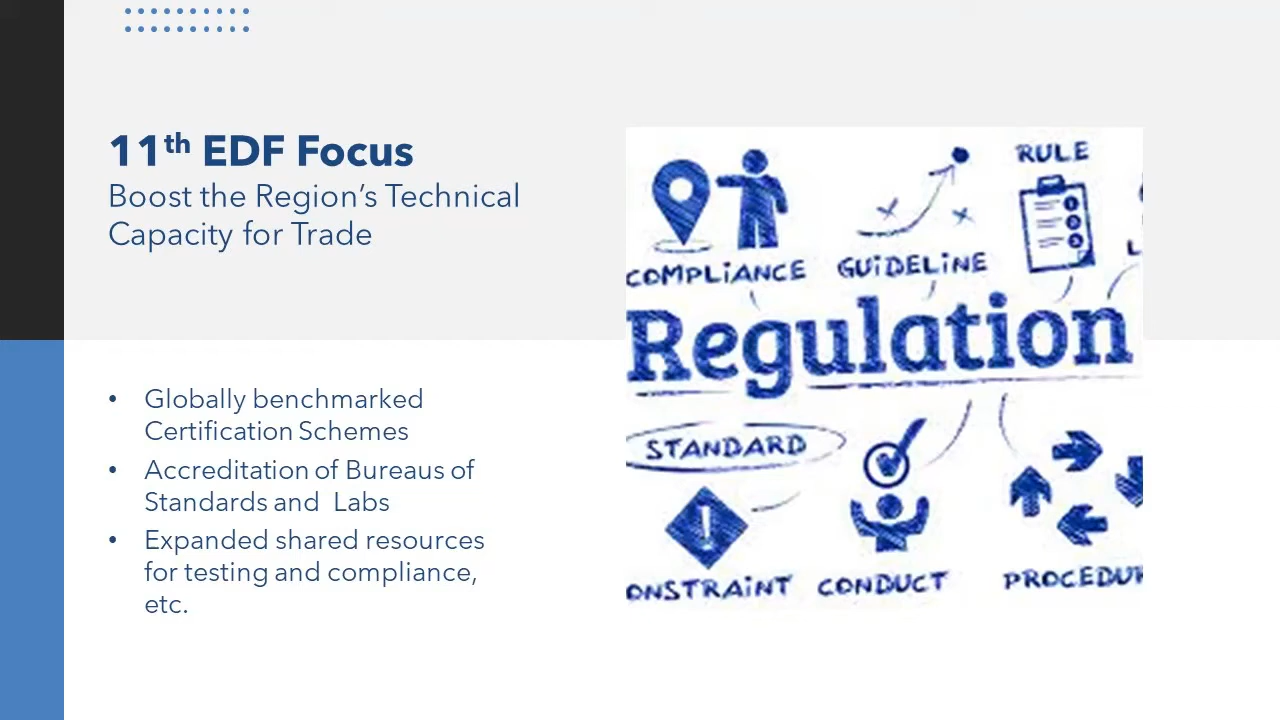 11th EDF Focus
Boost the Region’s Technical
Capacity for Trade
• Globally benchmarked
Certification Schemes
• Accreditation of Bureaus of
Standards and  Labs
• Expanded shared resources
for testing and compliance,
etc.
RULE
COMPLiANCE
GUiDELiNE
Regulation
STANDARD
ONSTRAiNT
CONDUCT
PROCEDUR